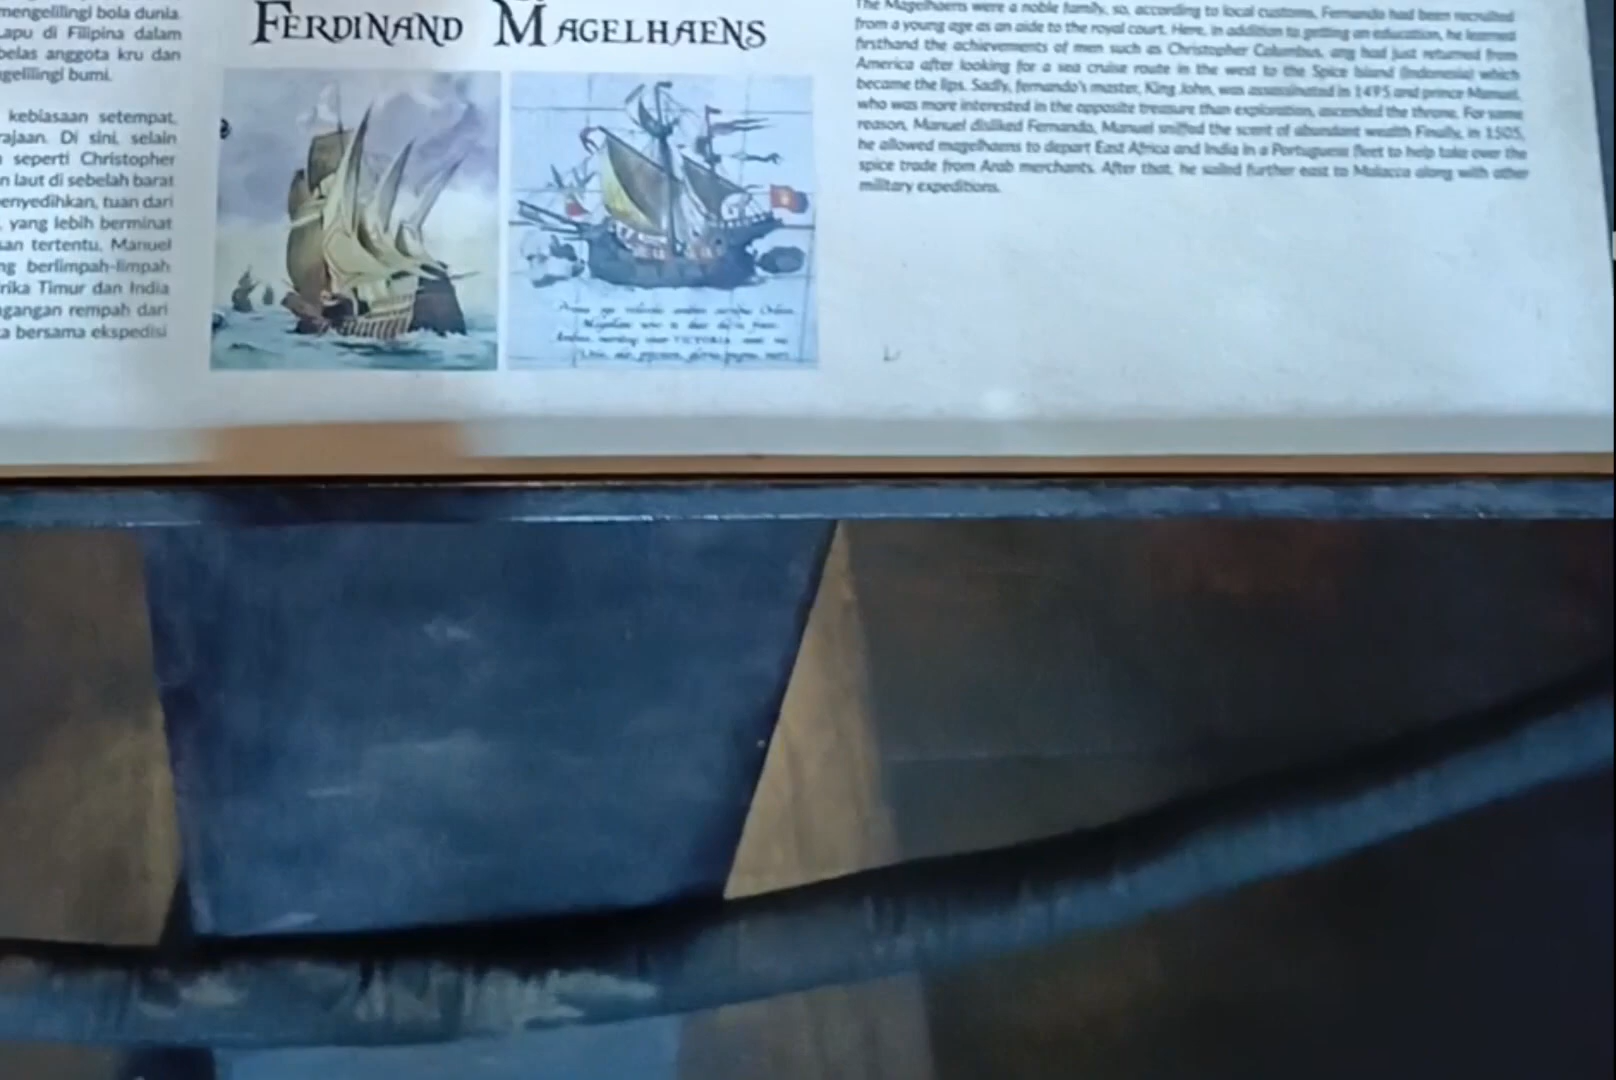 mengelilingi bola dunia.
Lapu di Filipina dalam
belas anggota kru dan
gelilingi bumi.
kebiasaan setempat,
rajaan. Di sini, selain
seperti Christopher
n laut di sebelah barat
enyedihkan, tuan dari
, yang lebih berminat
san tertentu, Manuel
ng berlimpah-limpah
rika Timur dan India
gangan rempah dari
a bersama ekspedisi
FERDINAND MAGELHAENS
The Magelhaens were a noble family, so, according to local customs, Fernando had been recruited
from a young age as an aide to the royal court. Here, in addition to getting an education, he learned
firsthand the achievements of men such as Christopher Columbus, ang had just returned from
America after looking for a sea cruise route in the west to the Spice Island (Indonesia) which
became the lips. Sadly, fernando's master, King John, was assassinated in 1495 and prince Manuel,
who was more interested in the opposite treasure than exploration, ascended the throne. For some
reason, Manuel disliked Fernando, Manuel sniffed the scent of abundant wealth Finally, in 1505,
he allowed magelhaens to depart East Africa and India in a Portuguese fleet to help take over the
spice trade from Arab merchants. After that, he sailed further east to Malacca along with other
military expeditions.